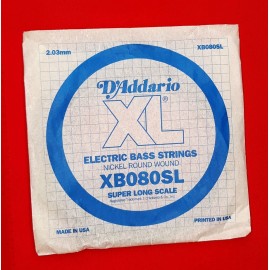 2.03mm XB080SL
D'Addario
XL®
ELECTRIC BASS STRINGS
NICKEL ROUND WOUND
XB080SL
SUPER LONG SCALE
MADE IN USA PRINTED IN USA